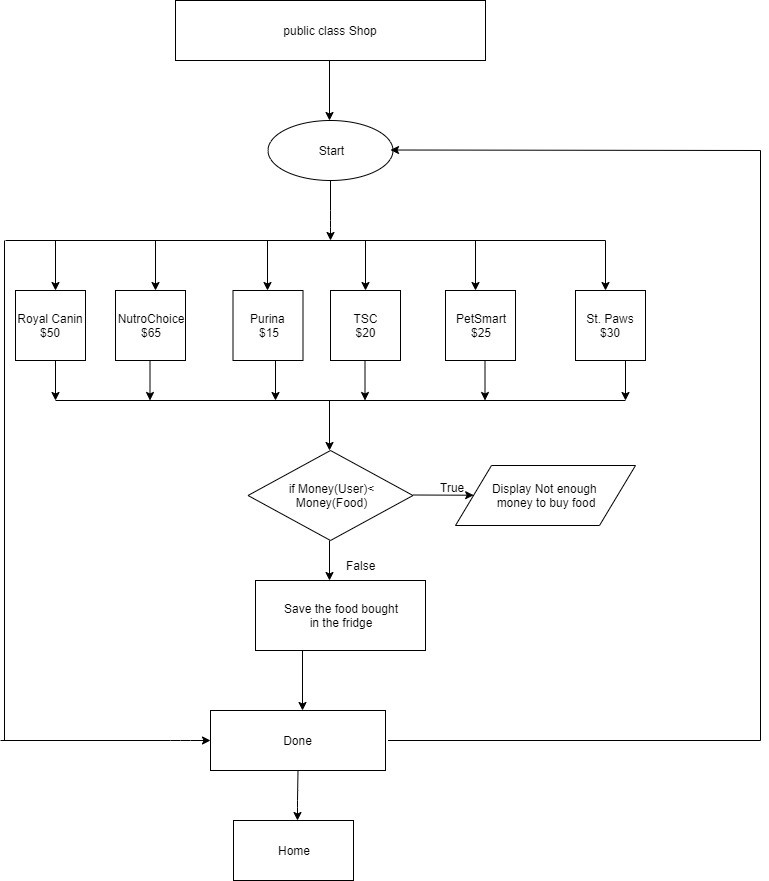 public class Shop
Start
Royal Canin
$50
NutroChoice
$65
Purina
$15
TSC
$20
PetSmart
$25
St. Paws
$30
if Money(User)<
Money(Food)
True
Display Not enough
money to buy food
False
Save the food bought
in the fridge
Done
Home